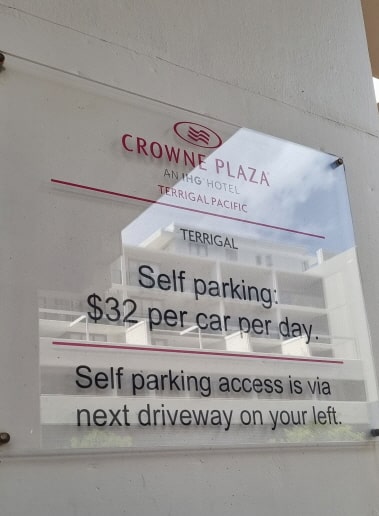 CROWNE PLAZA
AN IHG HOTEL
TERRIGAL PACIFIC
TERRIGAL
Self parking:
$32 per car per day.
Self parking access is via
next driveway on your left.